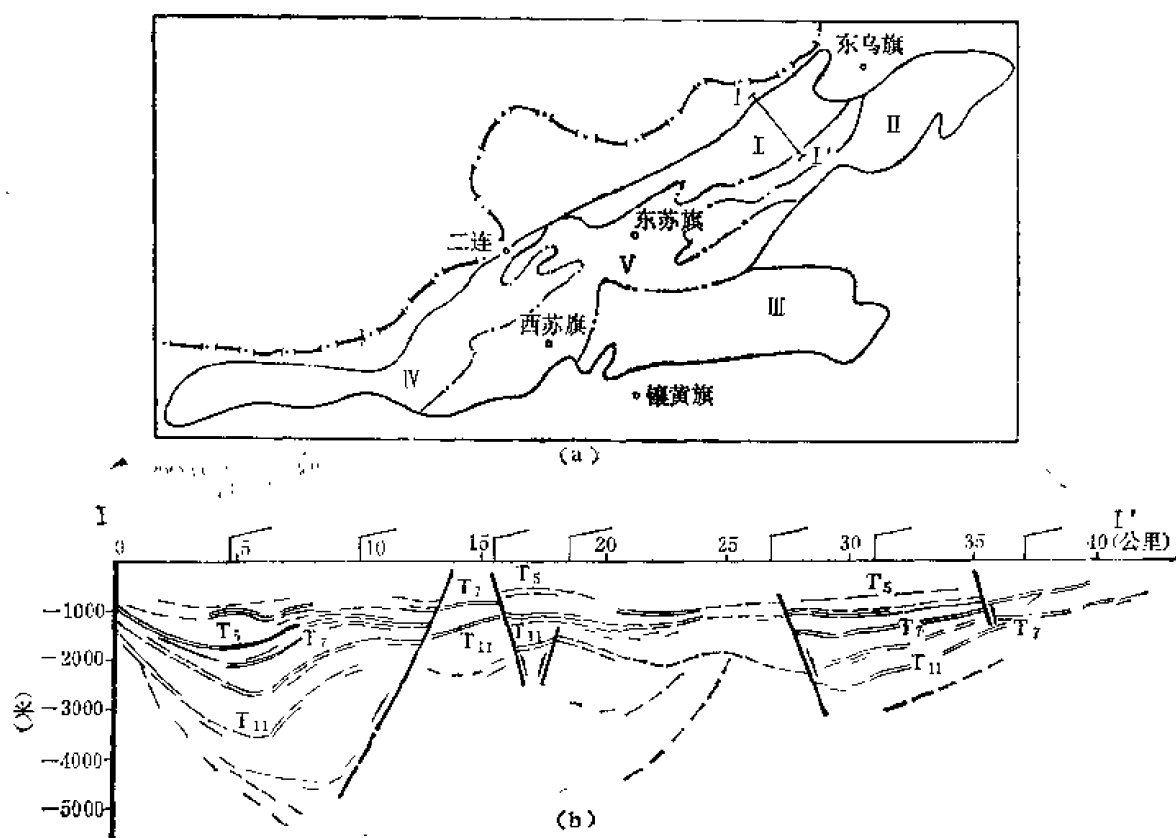 东乌旗
I
II
I
I'
东苏旗
二连
V
III
西苏旗
IV
镶黄旗
(a)
I
I'
0 5 10 15 20 25 30 35 40(公里)
T₇ T₅ T₅
-1000
T₅ T₇ T₁₁ T₁₁ T₇ T₇
-2000
T₁₁
(米)
-3000
T₁₁
-4000
-5000
(b)